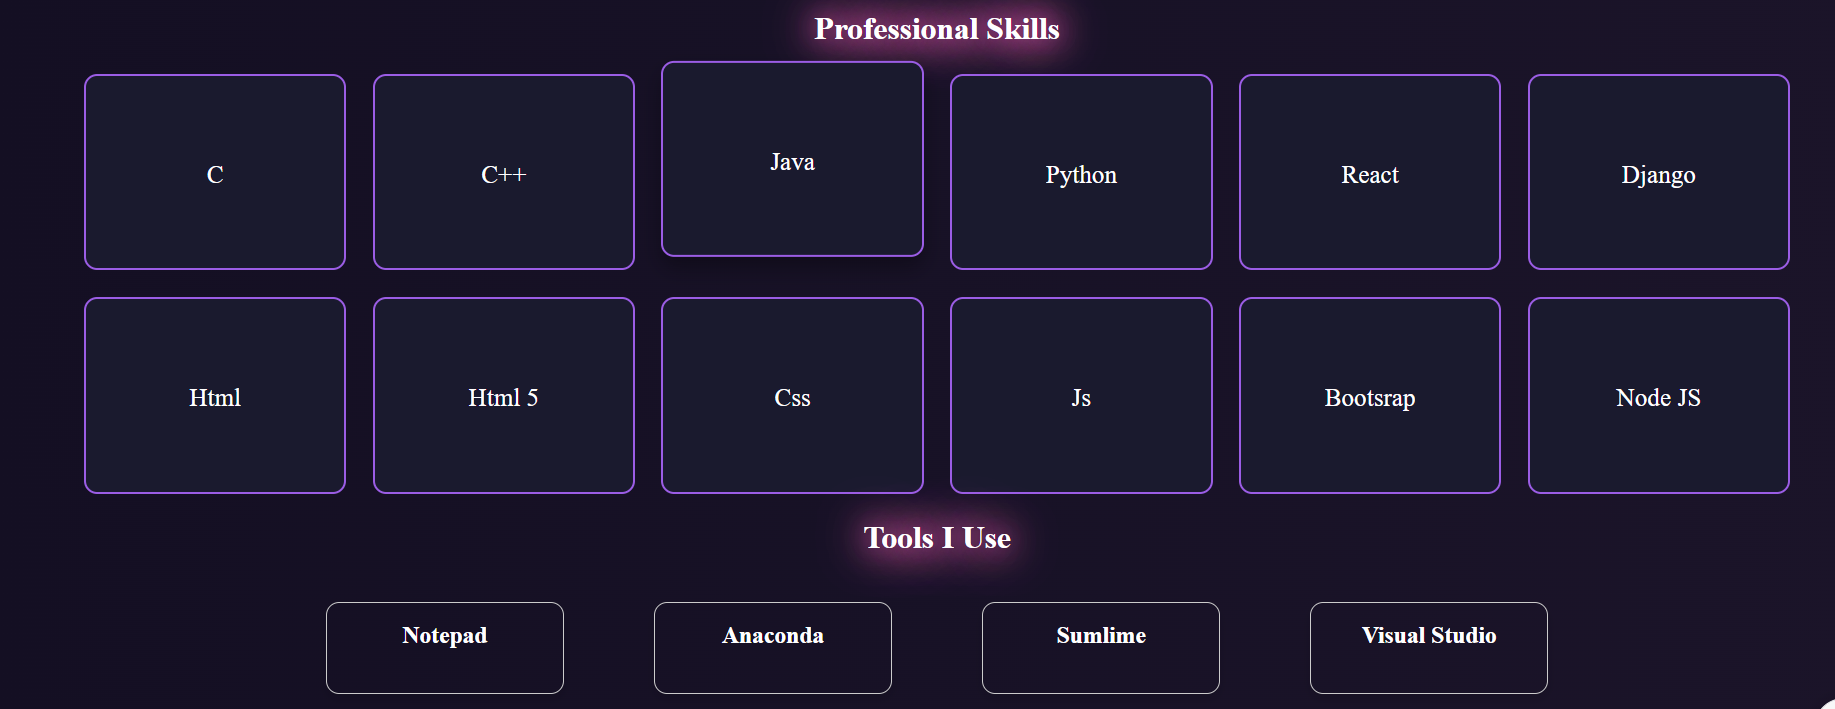 Professional Skills
C
C++
Java
Python
React
Django
Html
Html 5
Css
Js
Bootsrap
Node JS
Tools I Use
Notepad
Anaconda
Sumlime
Visual Studio